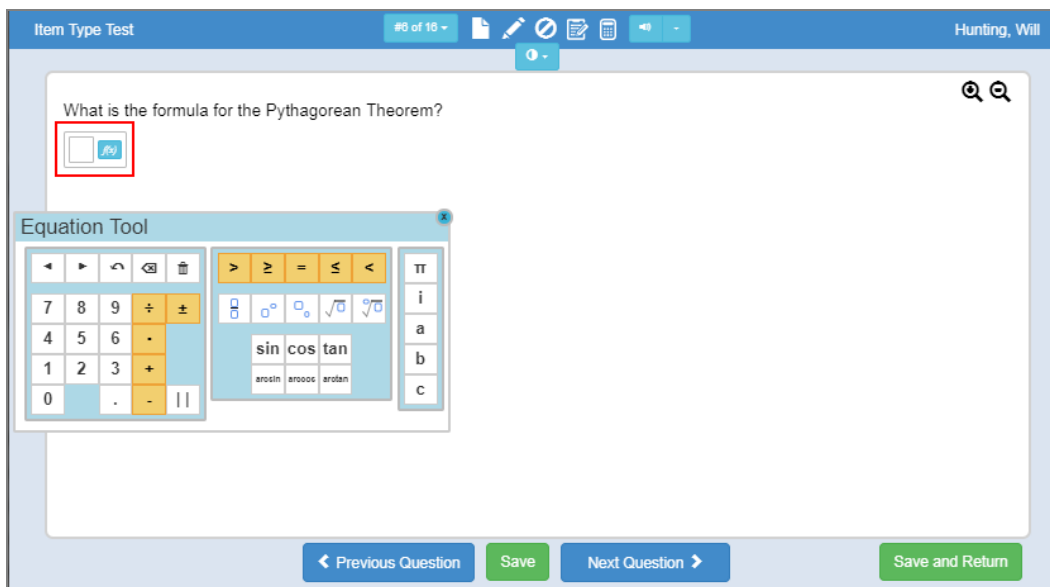 Item Type Test #6 of 16 Hunting, Will
What is the formula for the Pythagorean Theorem?
f(x)
Equation Tool x
> ≥ = ≤ < π
7 8 9 ÷ ± i
4 5 6 · sin cos tan a
1 2 3 + arcsin arccos arctan b
0 . - | | c
Previous Question Save Next Question Save and Return